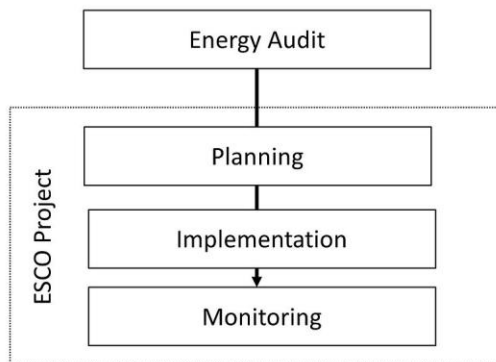 Energy Audit
Planning
ESCO Project
Implementation
Monitoring